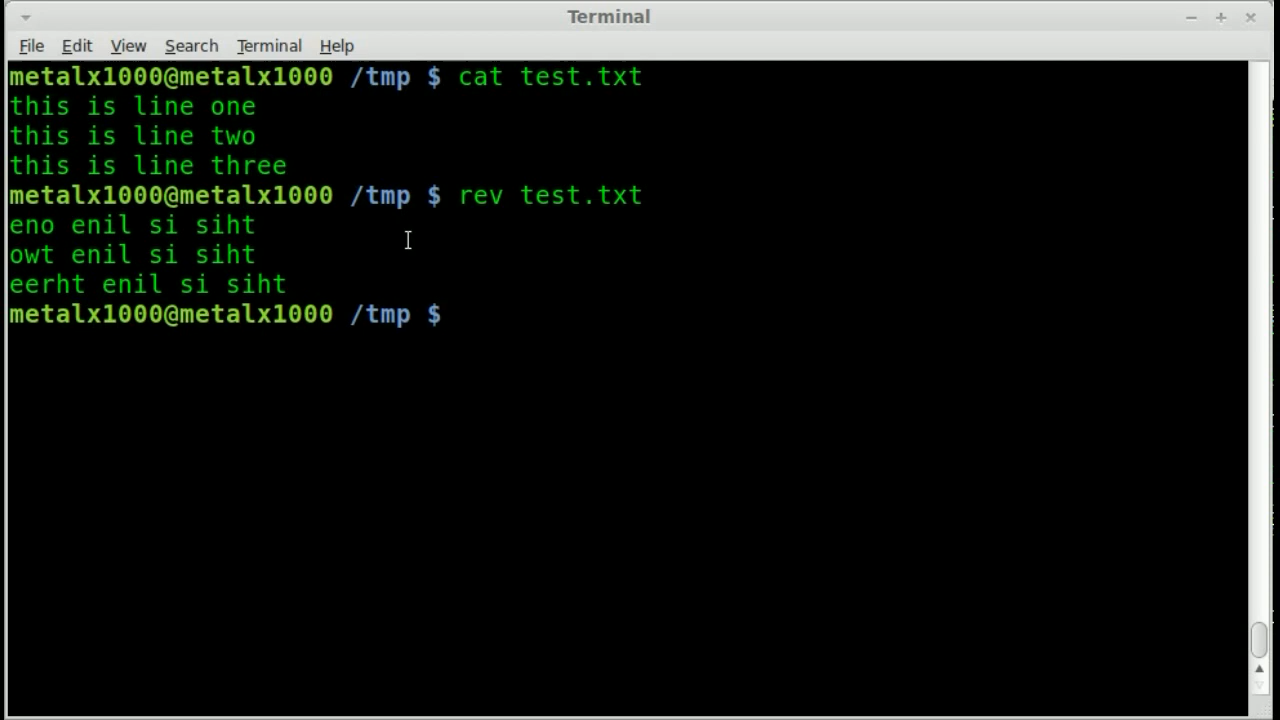 Terminal
File Edit View Search Terminal Help
metalx1000@metalx1000 /tmp $ cat test.txt
this is line one
this is line two
this is line three
metalx1000@metalx1000 /tmp $ rev test.txt
eno enil si siht
owt enil si siht
eerht enil si siht
metalx1000@metalx1000 /tmp $